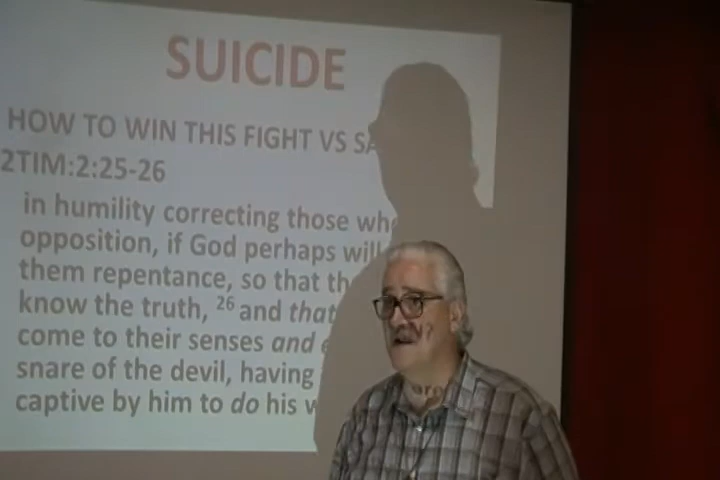 SUICIDE
HOW TO WIN THIS FIGHT VS
2TIM:2:25-26
in humility correcting those
opposition, if God perhaps will
them repentance, so that
know the truth, 26 and that
come to their senses and
snare of the devil, having
captive by him to do his